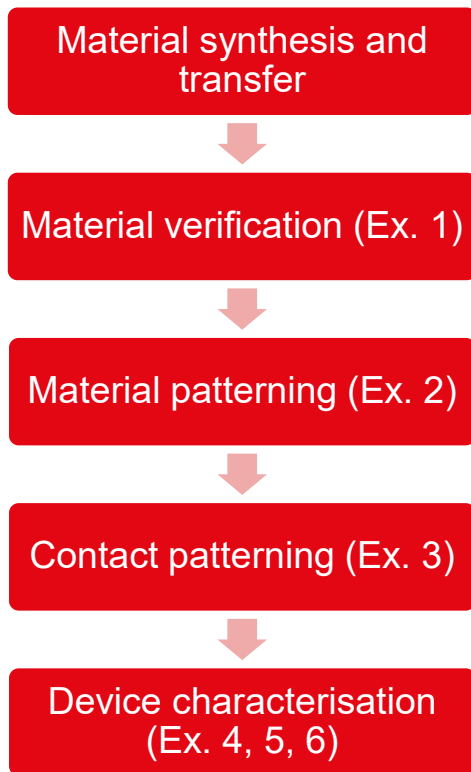 Material synthesis and
transfer
Material verification (Ex. 1)
Material patterning (Ex. 2)
Contact patterning (Ex. 3)
Device characterisation
(Ex. 4, 5, 6)